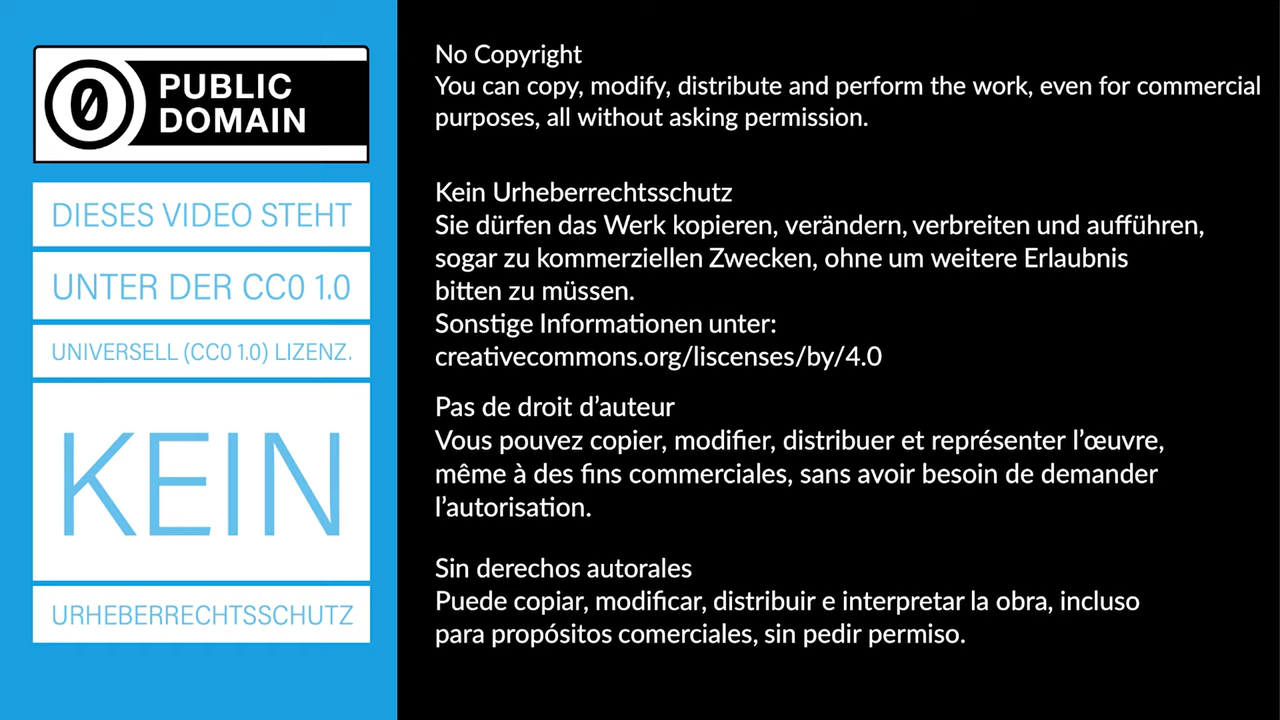 PUBLIC
DOMAIN
DIESES VIDEO STEHT
UNTER DER CC0 1.0
UNIVERSELL (CC0 1.0) LIZENZ.
KEIN
URHEBERRECHTSSCHUTZ
No Copyright
You can copy, modify, distribute and perform the work, even for commercial
purposes, all without asking permission.
Kein Urheberrechtsschutz
Sie dürfen das Werk kopieren, verändern, verbreiten und aufführen,
sogar zu kommerziellen Zwecken, ohne um weitere Erlaubnis
bitten zu müssen.
Sonstige Informationen unter:
creativecommons.org/liscenses/by/4.0
Pas de droit d’auteur
Vous pouvez copier, modifier, distribuer et représenter l’œuvre,
même à des fins commerciales, sans avoir besoin de demander
l’autorisation.
Sin derechos autorales
Puede copiar, modificar, distribuir e interpretar la obra, incluso
para propósitos comerciales, sin pedir permiso.